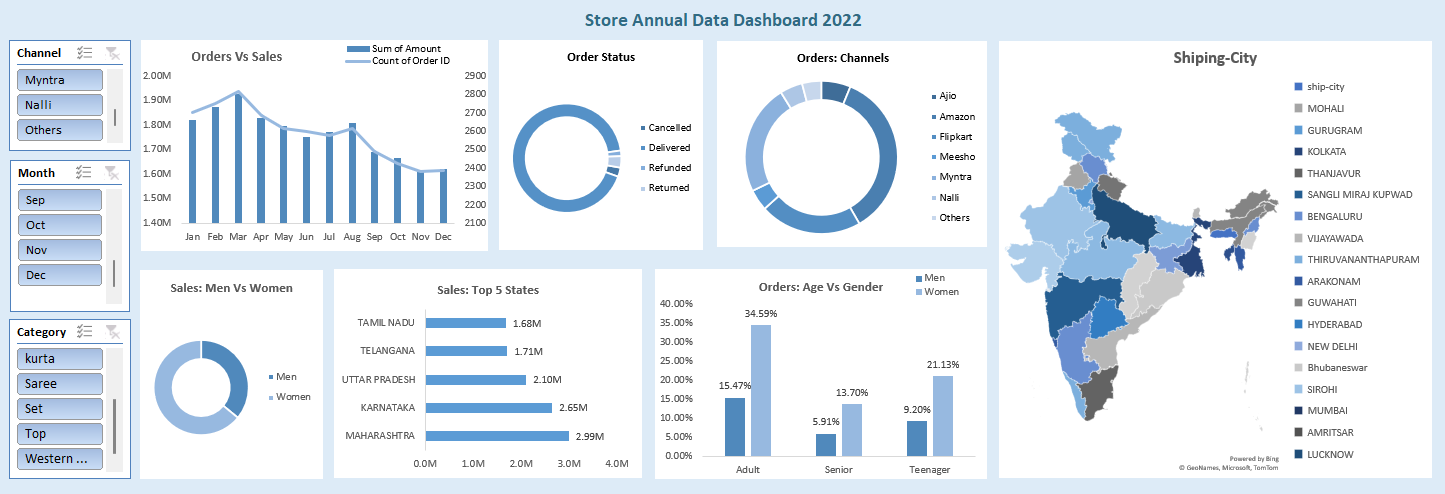 Store Annual Data Dashboard 2022
Channel
Myntra
Nalli
Others
Month
Sep
Oct
Nov
Dec
Category
kurta
Saree
Set
Top
Western ...
Orders Vs Sales
Sum of Amount
Count of Order ID
2.00M
1.90M
1.80M
1.70M
1.60M
1.50M
1.40M
2900
2800
2700
2600
2500
2400
2300
2200
2100
Jan Feb Mar Apr May Jun Jul Aug Sep Oct Nov Dec
Order Status
Cancelled
Delivered
Refunded
Returned
Orders: Channels
Ajio
Amazon
Flipkart
Meesho
Myntra
Nalli
Others
Sales: Men Vs Women
Men
Women
Sales: Top 5 States
TAMIL NADU 1.68M
TELANGANA 1.71M
UTTAR PRADESH 2.10M
KARNATAKA 2.65M
MAHARASHTRA 2.99M
0.0M 1.0M 2.0M 3.0M 4.0M
Orders: Age Vs Gender
Men
Women
40.00%
35.00%
30.00%
25.00%
20.00%
15.00%
10.00%
5.00%
0.00%
15.47% 34.59%
5.91% 13.70%
9.20% 21.13%
Adult Senior Teenager
Shiping-City
ship-city
MOHALI
GURUGRAM
KOLKATA
THANJAVUR
SANGLI MIRAJ KUPWAD
BENGALURU
VIJAYAWADA
THIRUVANANTHAPURAM
ARAKONAM
GUWAHATI
HYDERABAD
NEW DELHI
Bhubaneswar
SIROHI
MUMBAI
AMRITSAR
LUCKNOW
Powered by Bing
© GeoNames, Microsoft, TomTom